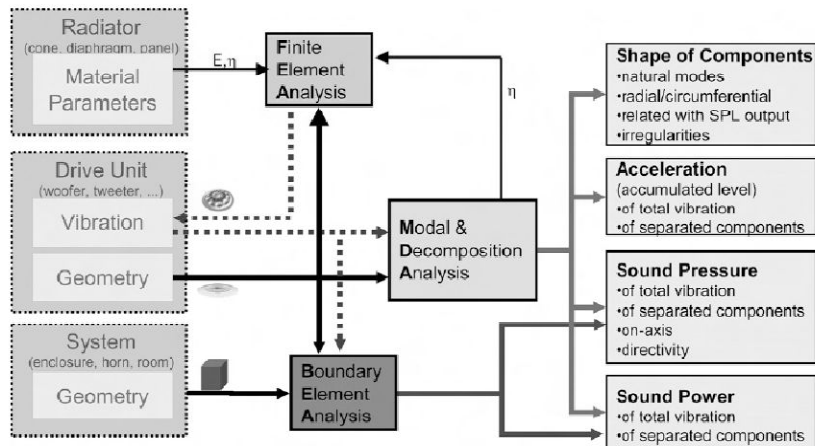 Radiator
(cone, diaphragm, panel)
Material
Parameters
E,η
Finite
Element
Analysis
η
Drive Unit
(woofer, tweeter, ...)
Vibration
Geometry
Modal &
Decomposition
Analysis
System
(enclosure, horn, room)
Geometry
Boundary
Element
Analysis
Shape of Components
•natural modes
•radial/circumferential
•related with SPL output
•irregularities
Acceleration
(accumulated level)
•of total vibration
•of separated components
Sound Pressure
•of total vibration
•of separated components
•on-axis
•directivity
Sound Power
•of total vibration
•of separated components